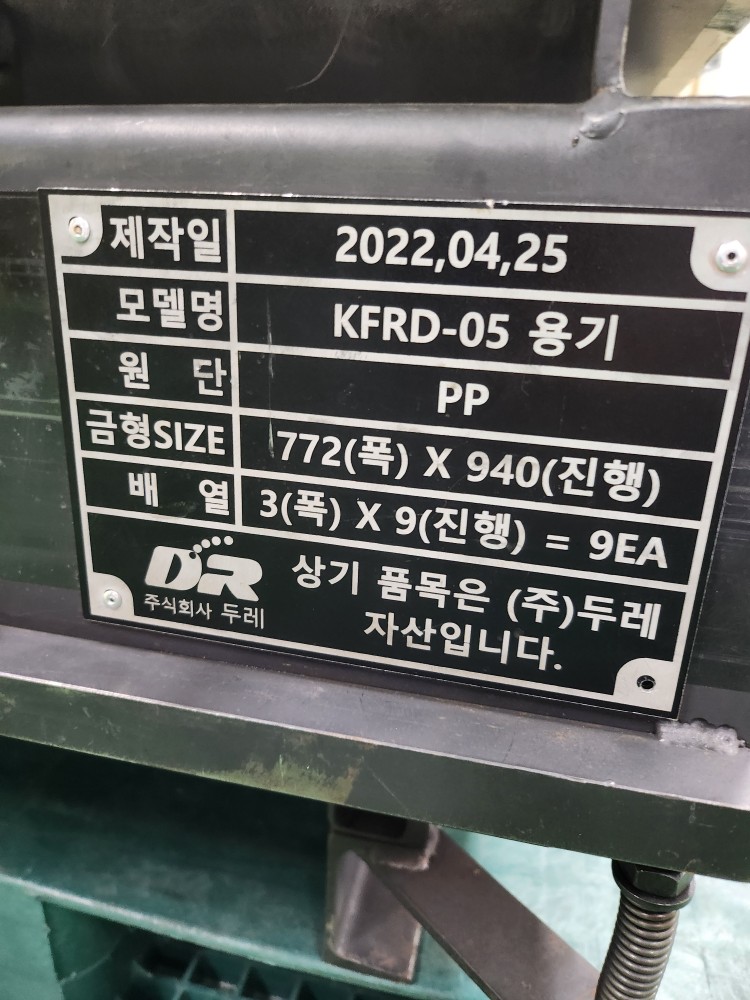 제작일 2022,04,25
모델명 KFRD-05 용기
원 단 PP
금형SIZE 772(폭) X 940(진행)
배 열 3(폭) X 9(진행) = 9EA
DR
주식회사 두레
상기 품목은 (주)두레
자산입니다.